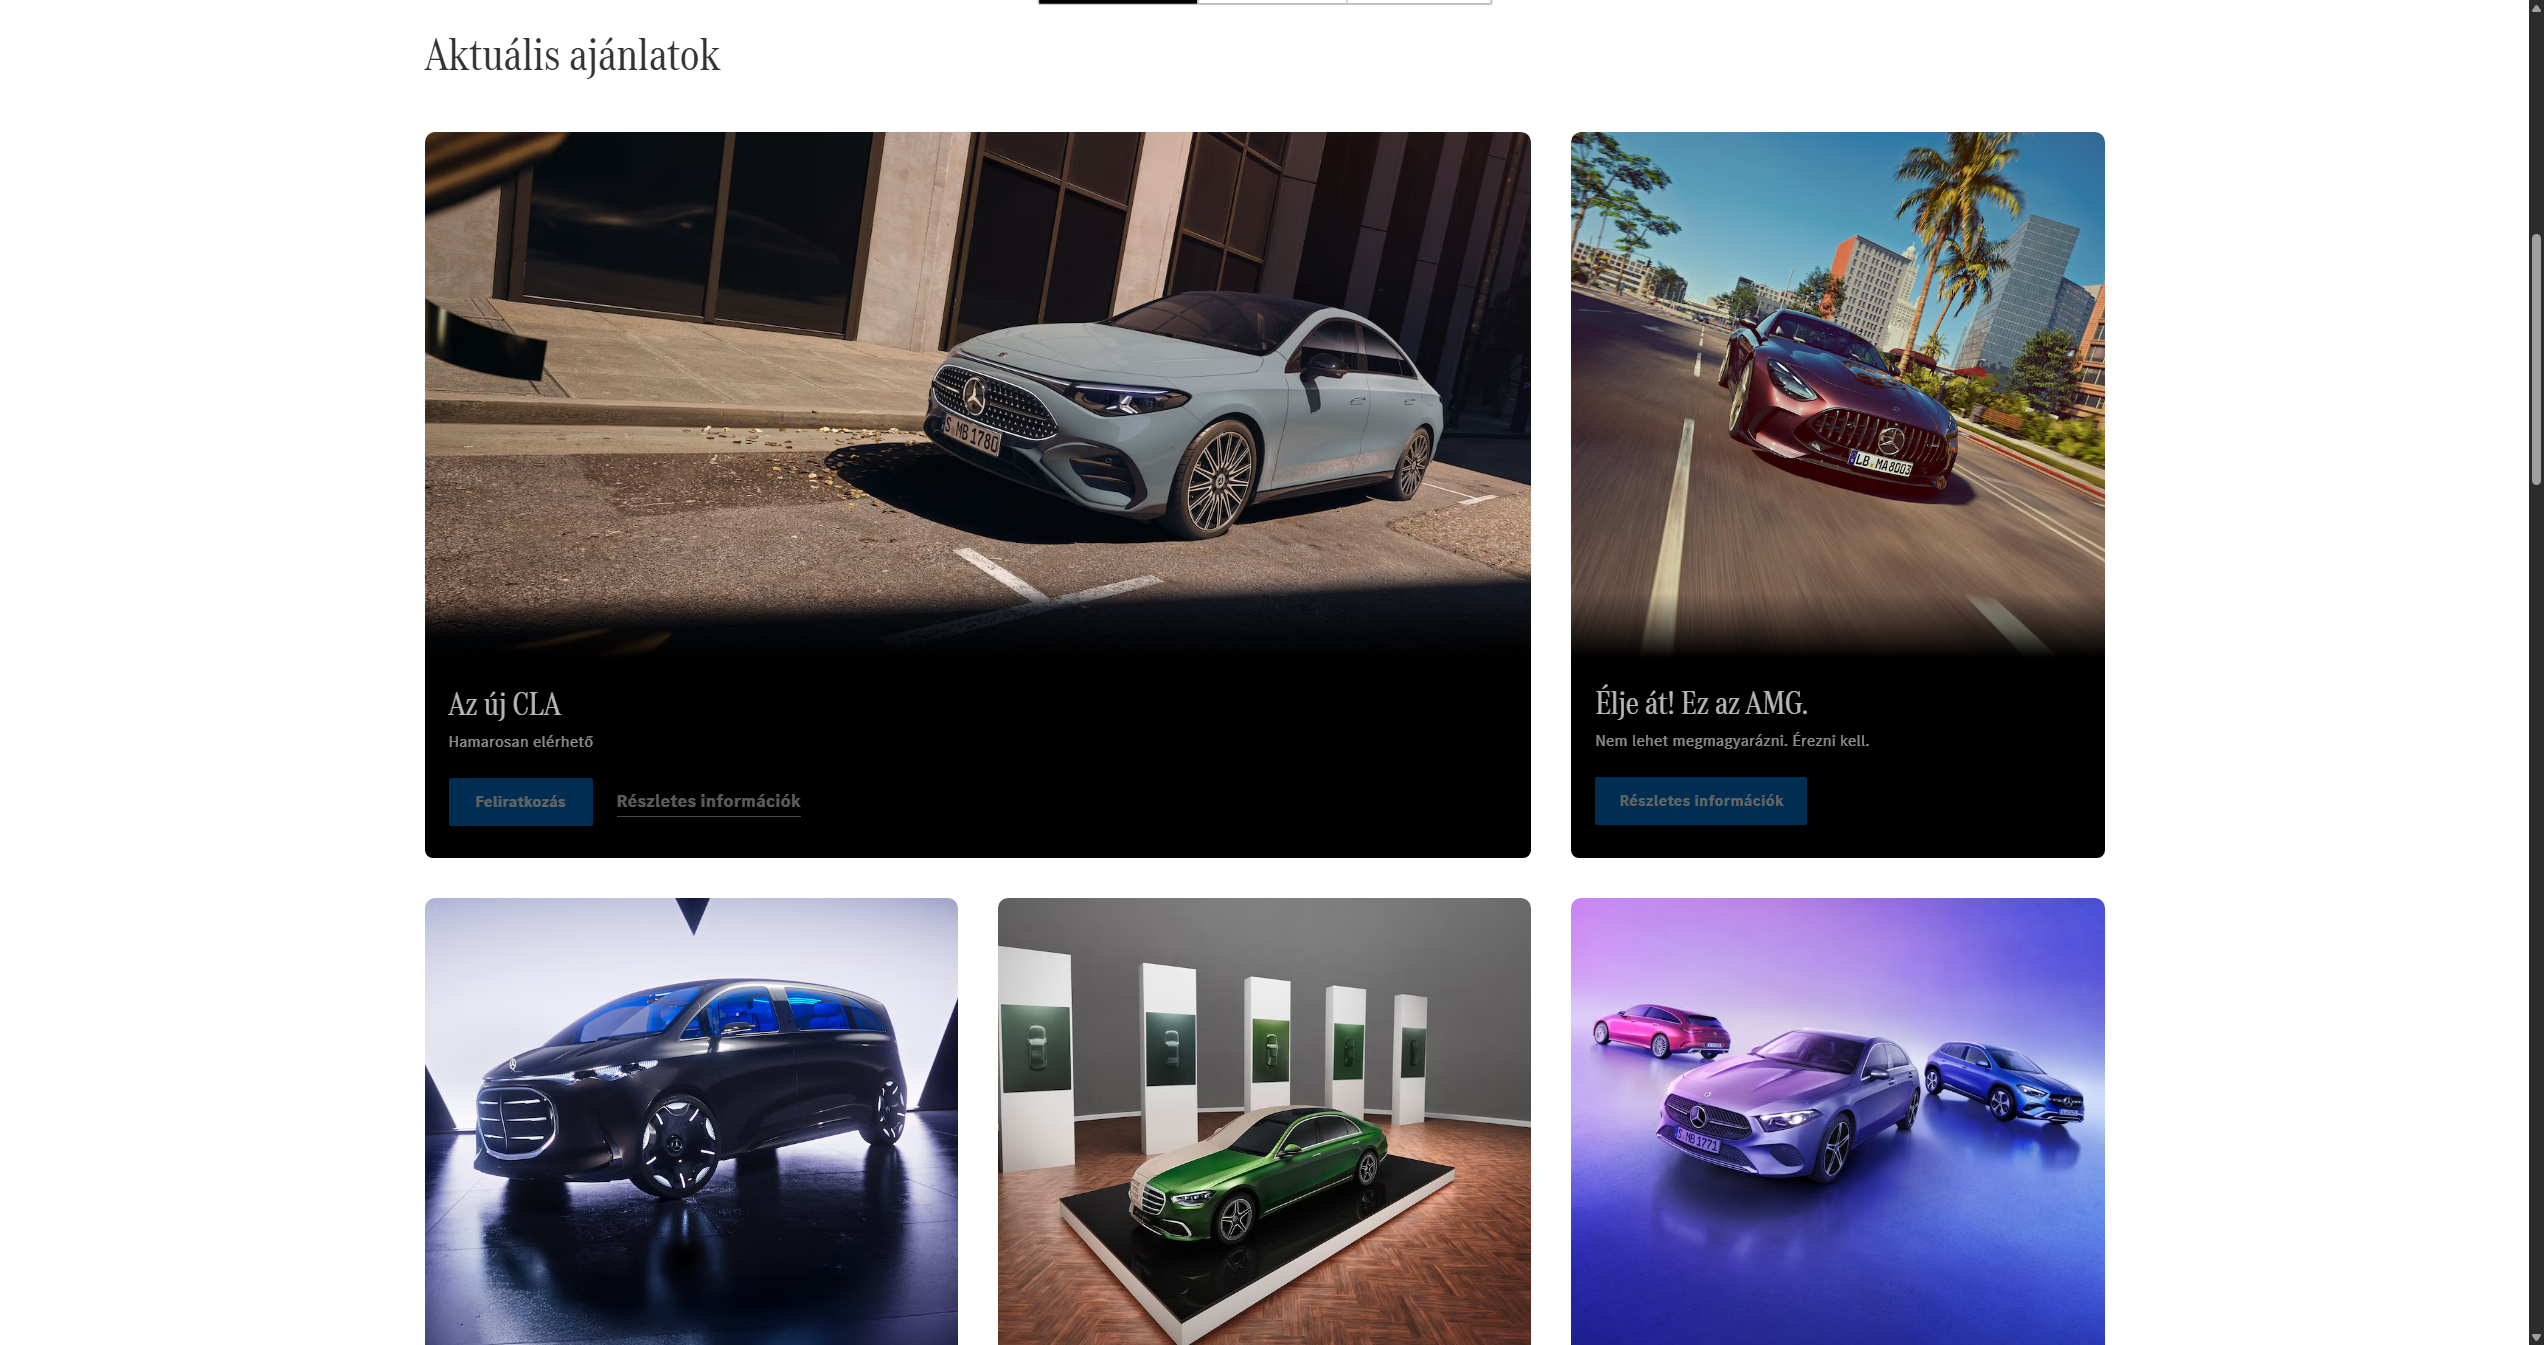 Aktuális ajánlatok
S MB 1780
LB MA 8003
Az új CLA
Hamarosan elérhető
Feliratkozás
Részletes információk
Élje át! Ez az AMG.
Nem lehet megmagyarázni. Érezni kell.
Részletes információk
S MB 1771